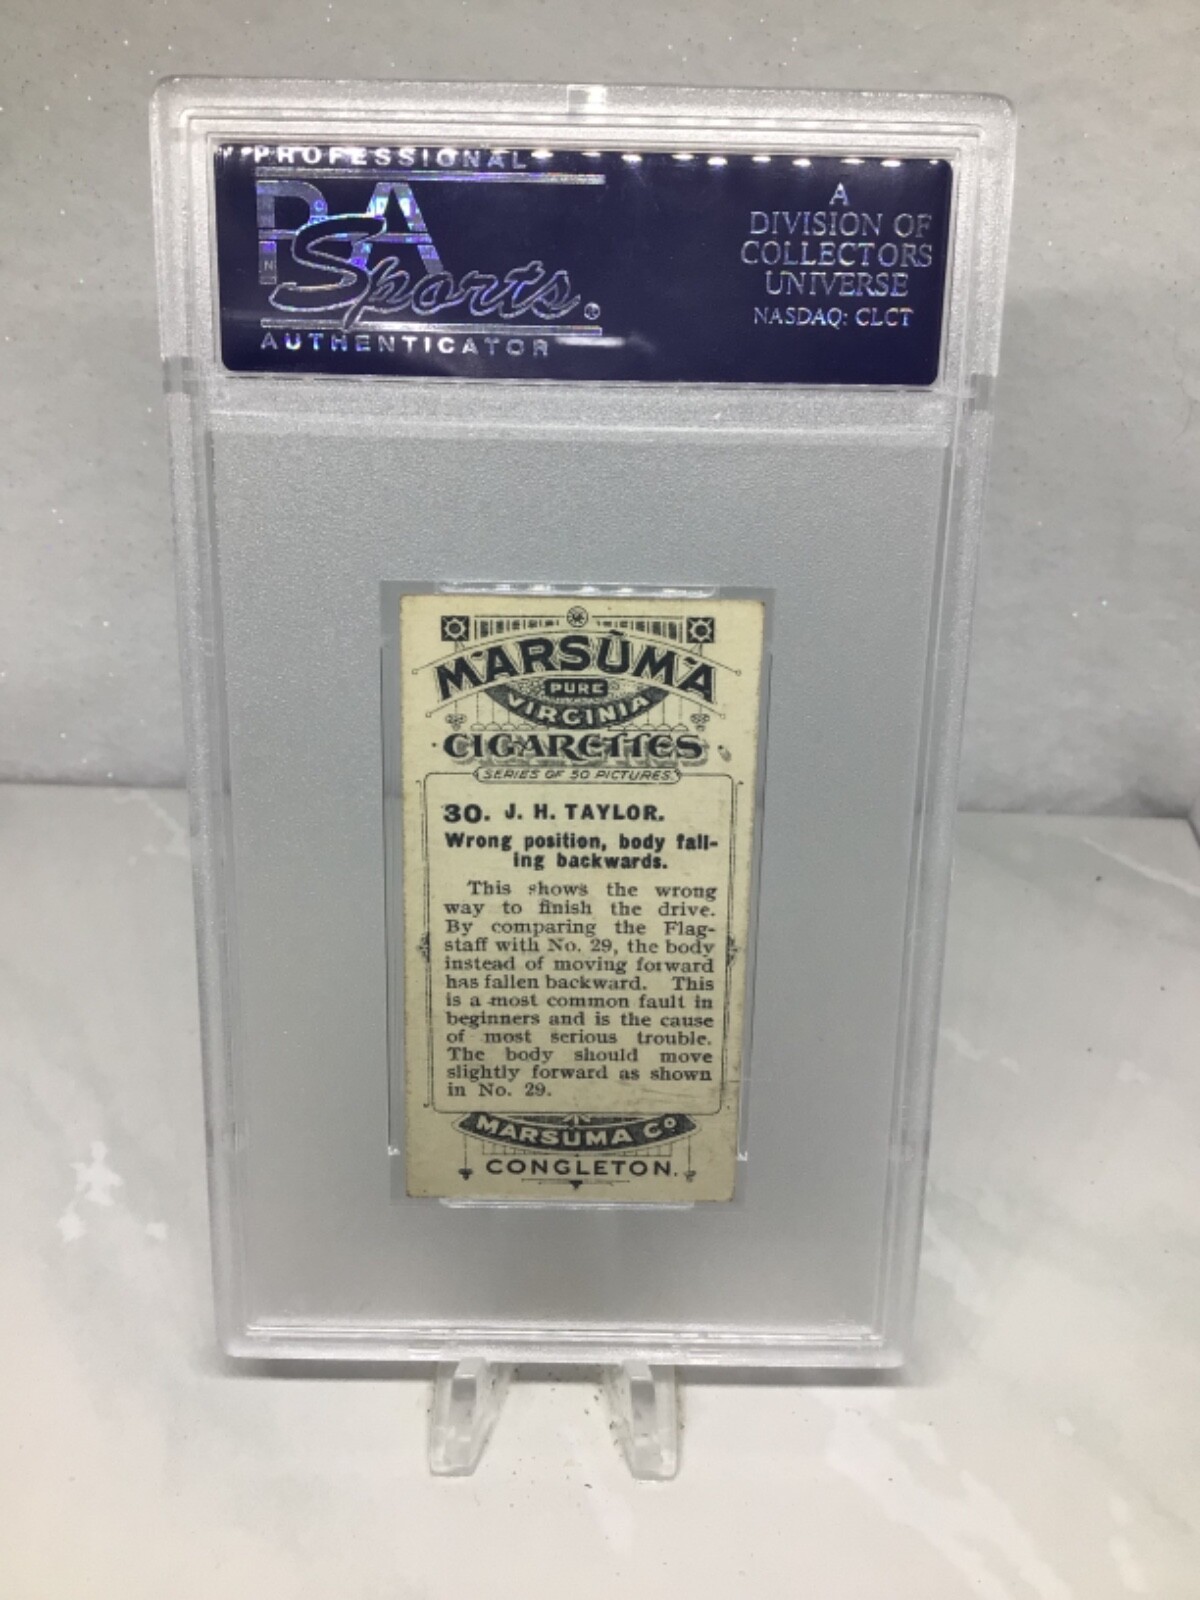 PROFESSIONAL
PSA
Sports
AUTHENTICATOR
A
DIVISION OF
COLLECTORS
UNIVERSE
NASDAQ: CLCT
MARSŪMA
PURE
VIRGINIA
CIGARETTES
SERIES OF 50 PICTURES.
30. J. H. TAYLOR.
Wrong position, body fall-
ing backwards.
This shows the wrong
way to finish the drive.
By comparing the Flag-
staff with No. 29, the body
instead of moving forward
has fallen backward. This
is a most common fault in
beginners and is the cause
of most serious trouble.
The body should move
slightly forward as shown
in No. 29.
MARSUMA Co
CONGLETON.